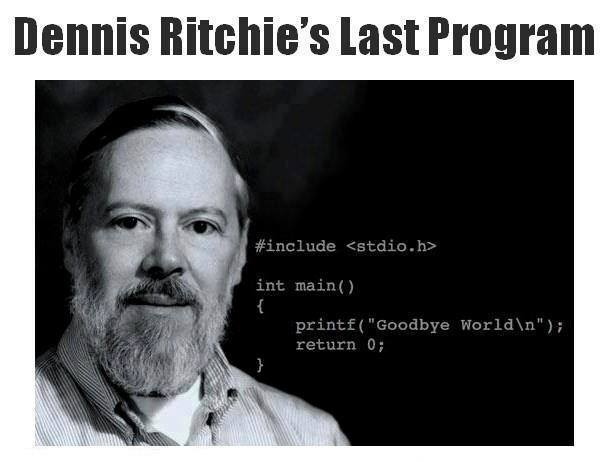 Dennis Ritchie’s Last Program
#include <stdio.h>
int main()
{
printf("Goodbye World\n");
return 0;
}